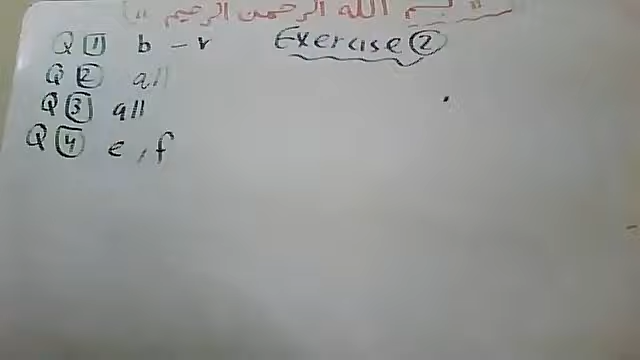 "بسم الله الرحمن الرحيم"
Exercise 2
Q 1 b – r
Q 2 all
Q 3 all
Q 4 e, f